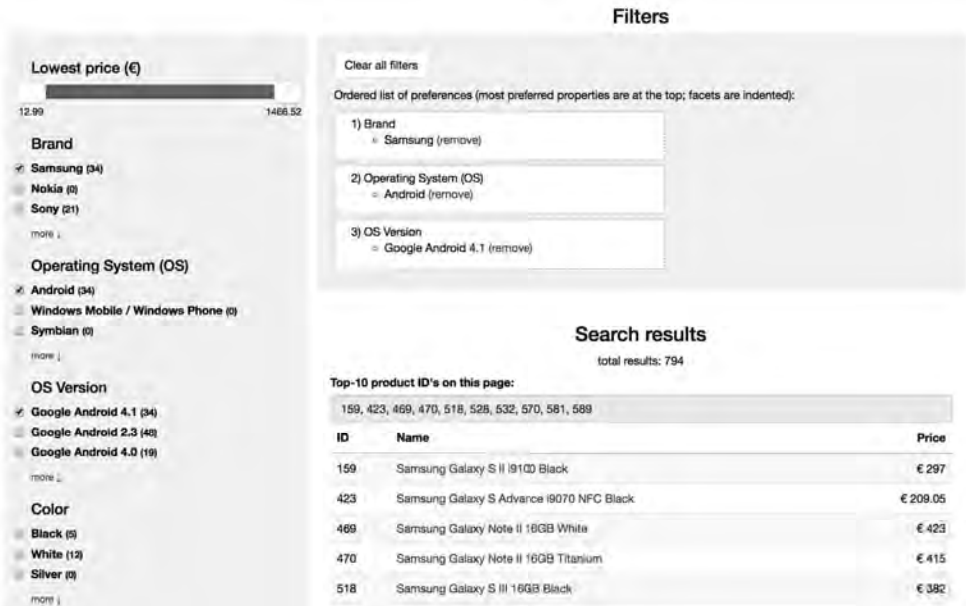 Filters
Lowest price (€)
12.99 1466.52
Brand
Samsung (34)
Nokia (0)
Sony (21)
more ↓
Operating System (OS)
Android (34)
Windows Mobile / Windows Phone (0)
Symbian (0)
more ↓
OS Version
Google Android 4.1 (34)
Google Android 2.3 (48)
Google Android 4.0 (19)
more ↓
Color
Black (5)
White (12)
Silver (0)
more ↓
Clear all filters
Ordered list of preferences (most preferred properties are at the top; facets are indented):
1) Brand
Samsung (remove)
2) Operating System (OS)
Android (remove)
3) OS Version
Google Android 4.1 (remove)
Search results
total results: 794
Top-10 product ID's on this page:
159, 423, 469, 470, 518, 528, 532, 570, 581, 589
ID Name Price
159 Samsung Galaxy S II i9100 Black € 297
423 Samsung Galaxy S Advance i9070 NFC Black € 209.05
469 Samsung Galaxy Note II 16GB White € 423
470 Samsung Galaxy Note II 16GB Titanium € 415
518 Samsung Galaxy S III 16GB Black € 382